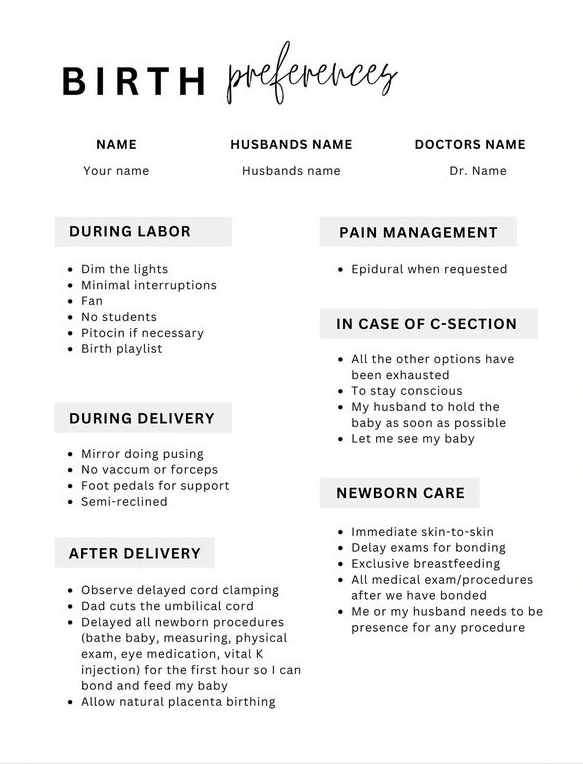 BIRTH preferences
NAME
Your name
HUSBANDS NAME
Husbands name
DOCTORS NAME
Dr. Name
DURING LABOR
• Dim the lights
• Minimal interruptions
• Fan
• No students
• Pitocin if necessary
• Birth playlist
DURING DELIVERY
• Mirror doing pusing
• No vaccum or forceps
• Foot pedals for support
• Semi-reclined
AFTER DELIVERY
• Observe delayed cord clamping
• Dad cuts the umbilical cord
• Delayed all newborn procedures
(bathe baby, measuring, physical
exam, eye medication, vital K
injection) for the first hour so I can
bond and feed my baby
• Allow natural placenta birthing
PAIN MANAGEMENT
• Epidural when requested
IN CASE OF C-SECTION
• All the other options have
been exhausted
• To stay conscious
• My husband to hold the
baby as soon as possible
• Let me see my baby
NEWBORN CARE
• Immediate skin-to-skin
• Delay exams for bonding
• Exclusive breastfeeding
• All medical exam/procedures
after we have bonded
• Me or my husband needs to be
presence for any procedure